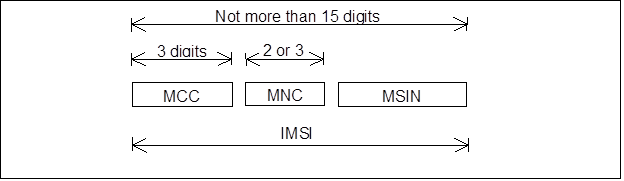 Not more than 15 digits
3 digits 2 or 3
MCC MNC MSIN
IMSI